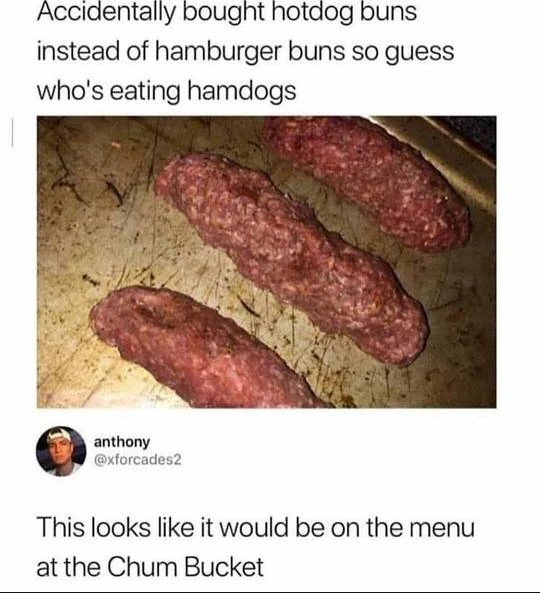 Accidentally bought hotdog buns
instead of hamburger buns so guess
who's eating hamdogs
anthony
@xforcades2
This looks like it would be on the menu
at the Chum Bucket